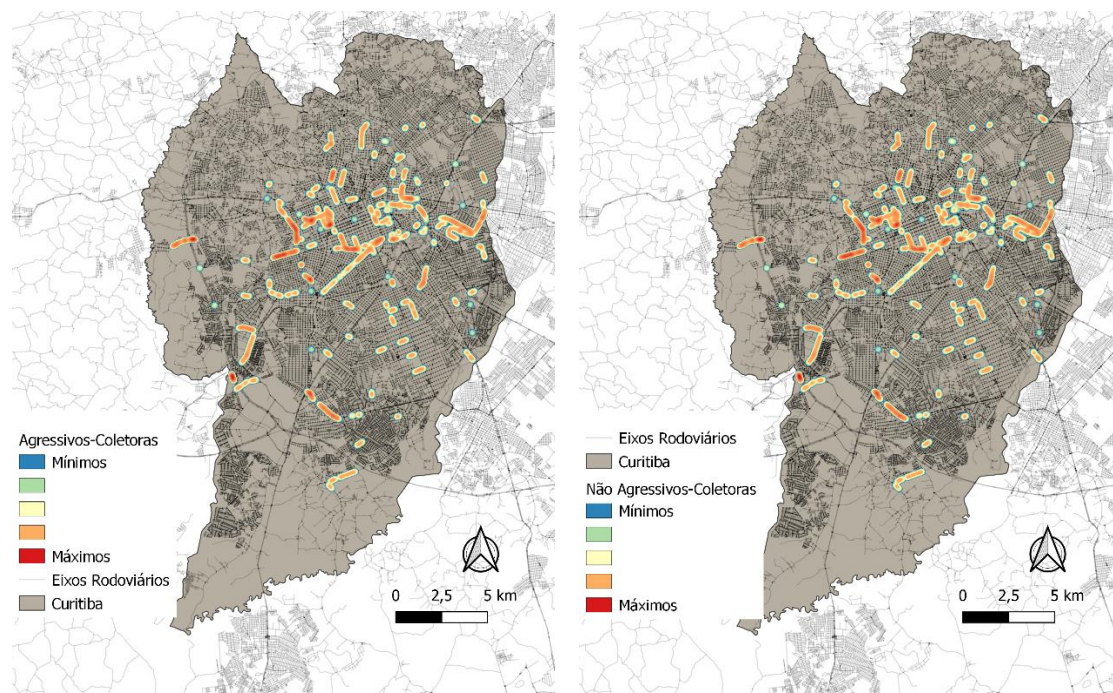 Agressivos-Coletoras
Mínimos
Máximos
Eixos Rodoviários
Curitiba
0 2,5 5 km
Eixos Rodoviários
Curitiba
Não Agressivos-Coletoras
Mínimos
Máximos
0 2,5 5 km